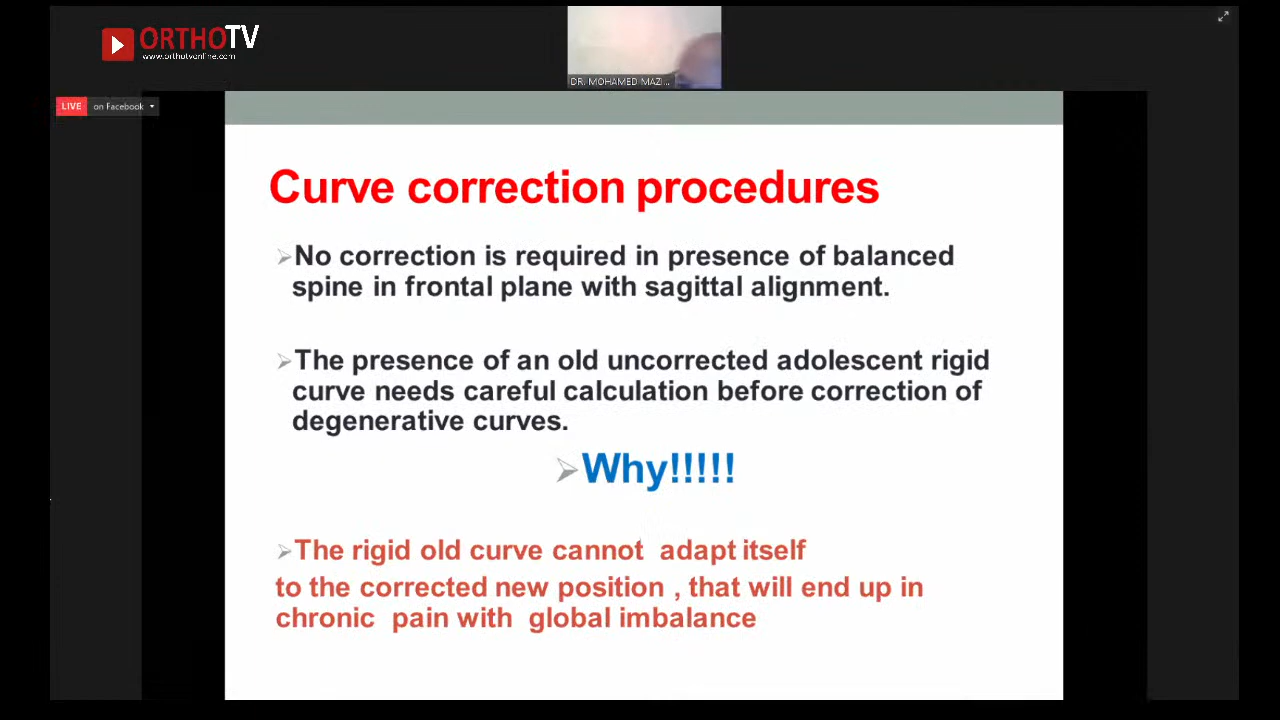 ORTHOTV
www.orthotvonline.com
DR. MOHAMED MAZI...
LIVE on Facebook
Curve correction procedures
No correction is required in presence of balanced
spine in frontal plane with sagittal alignment.
The presence of an old uncorrected adolescent rigid
curve needs careful calculation before correction of
degenerative curves.
Why!!!!!
The rigid old curve cannot adapt itself
to the corrected new position , that will end up in
chronic pain with global imbalance